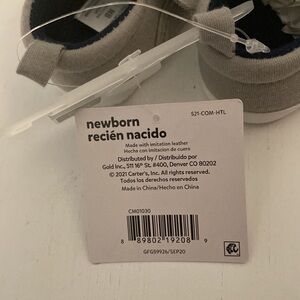 S21-COM-HTL
newborn
recién nacido
Made with imitation leather
Hecho con imitacion de cuero
Distributed by / Distribuido por
Gold Inc., 511 16th St. #400, Denver CO 80202
© 2021 Carter's, Inc. All rights reserved.
Todos los derechos reservados
Made in China/Hecho en China
CM01030
8 89802 19208 9
GFG59926/SEP20